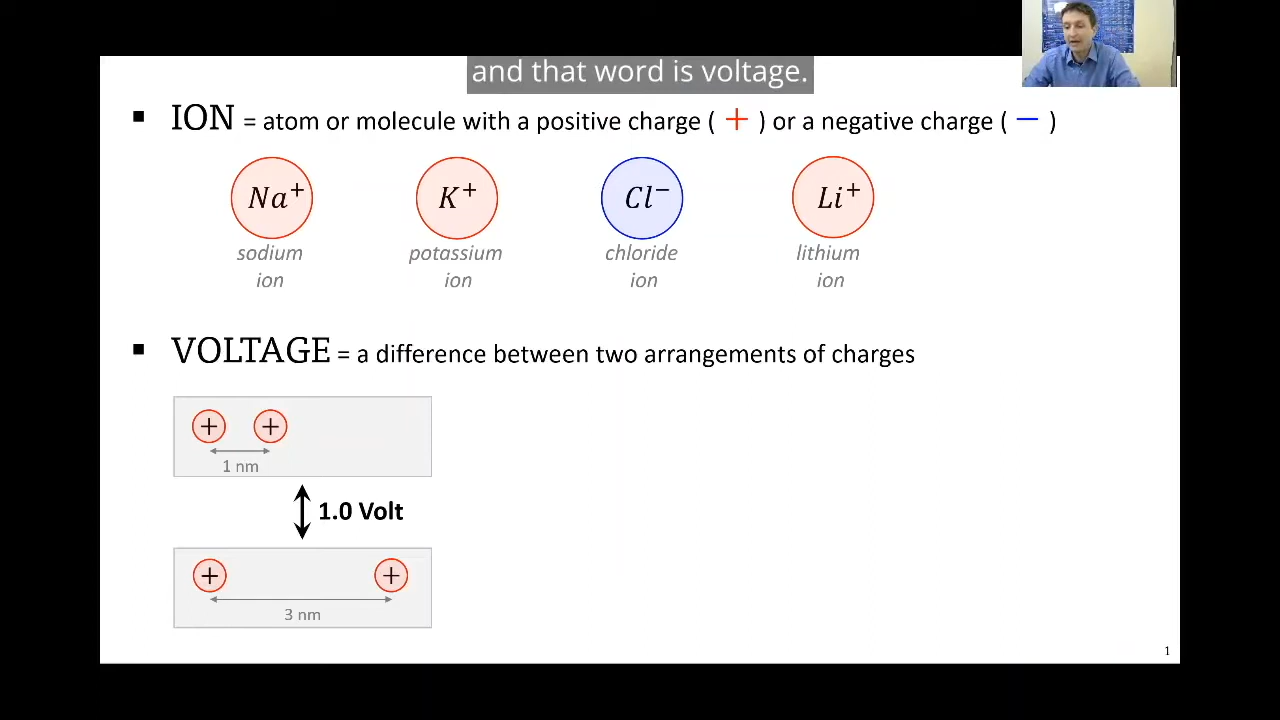 and that word is voltage.
▪ ION = atom or molecule with a positive charge ( + ) or a negative charge ( − )
Na⁺ K⁺ Cl⁻ Li⁺
sodium potassium chloride lithium
ion ion ion ion
▪ VOLTAGE = a difference between two arrangements of charges
+ +
1 nm
1.0 Volt
+ +
3 nm
1